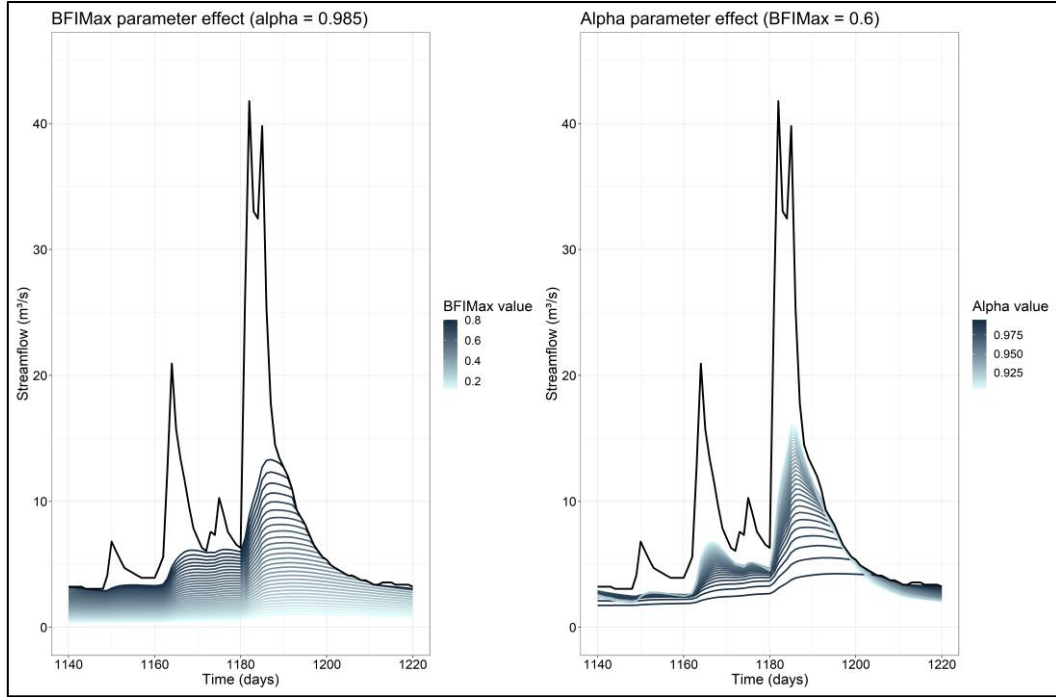 BFIMax parameter effect (alpha = 0.985)
Streamflow (m³/s)
40
30
20
10
0
1140 1160 1180 1200 1220
Time (days)
BFIMax value
0.8
0.6
0.4
0.2
Alpha parameter effect (BFIMax = 0.6)
Streamflow (m³/s)
40
30
20
10
0
1140 1160 1180 1200 1220
Time (days)
Alpha value
0.975
0.950
0.925